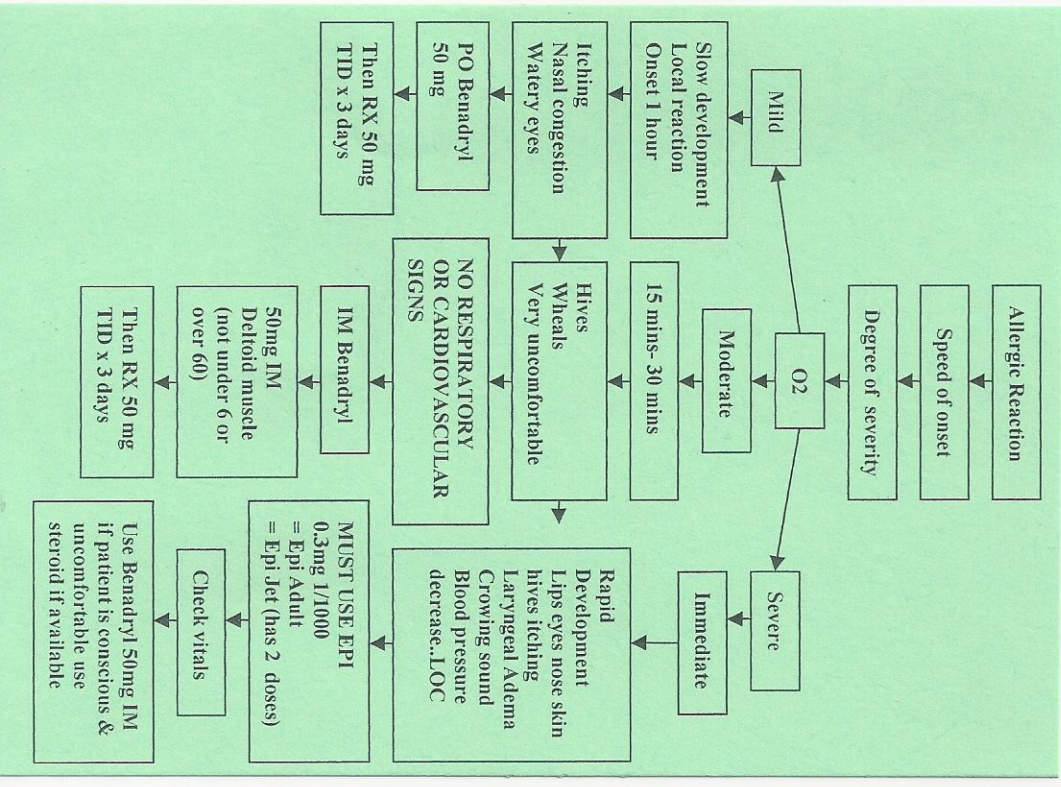 Allergic Reaction
Speed of onset
Degree of severity
O2
Mild
Slow development
Local reaction
Onset 1 hour
Itching
Nasal congestion
Watery eyes
PO Benadryl
50 mg
Then RX 50 mg
TID x 3 days
Moderate
15 mins- 30 mins
Hives
Wheals
Very uncomfortable
NO RESPIRATORY
OR CARDIOVASCULAR
SIGNS
IM Benadryl
50mg IM
Deltoid muscle
(not under 6 or
over 60)
Then RX 50 mg
TID x 3 days
Severe
Immediate
Rapid
Development
Lips eyes nose skin
hives itching
Laryngeal Adema
Crowing sound
Blood pressure
decrease..LOC
MUST USE EPI
0.3mg 1/1000
= Epi Adult
= Epi Jet (has 2 doses)
Check vitals
Use Benadryl 50mg IM
if patient is conscious &
uncomfortable use
steroid if available